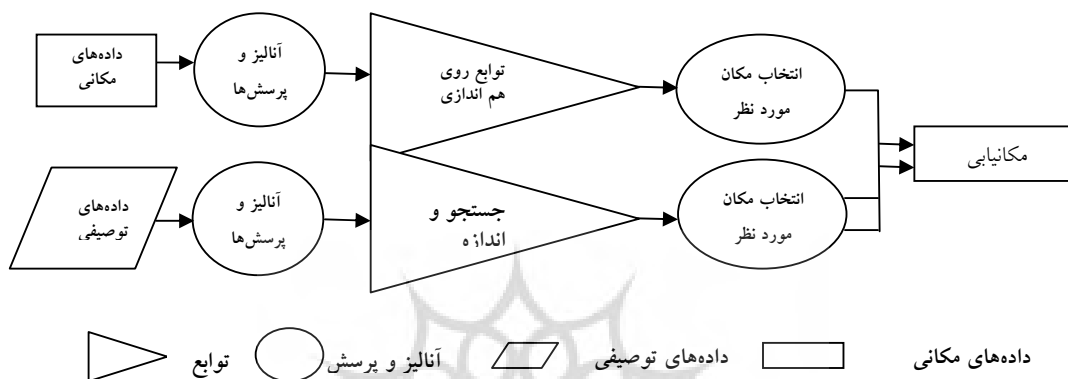 داده‌های
مکانی
آنالیز و
پرسش‌ها
توابع روی
هم اندازی
انتخاب مکان
مورد نظر
مکانیابی
داده‌های
توصیفی
آنالیز و
پرسش‌ها
جستجو و
اندازه
انتخاب مکان
مورد نظر
داده‌های مکانی
داده‌های توصیفی
آنالیز و پرسش
توابع